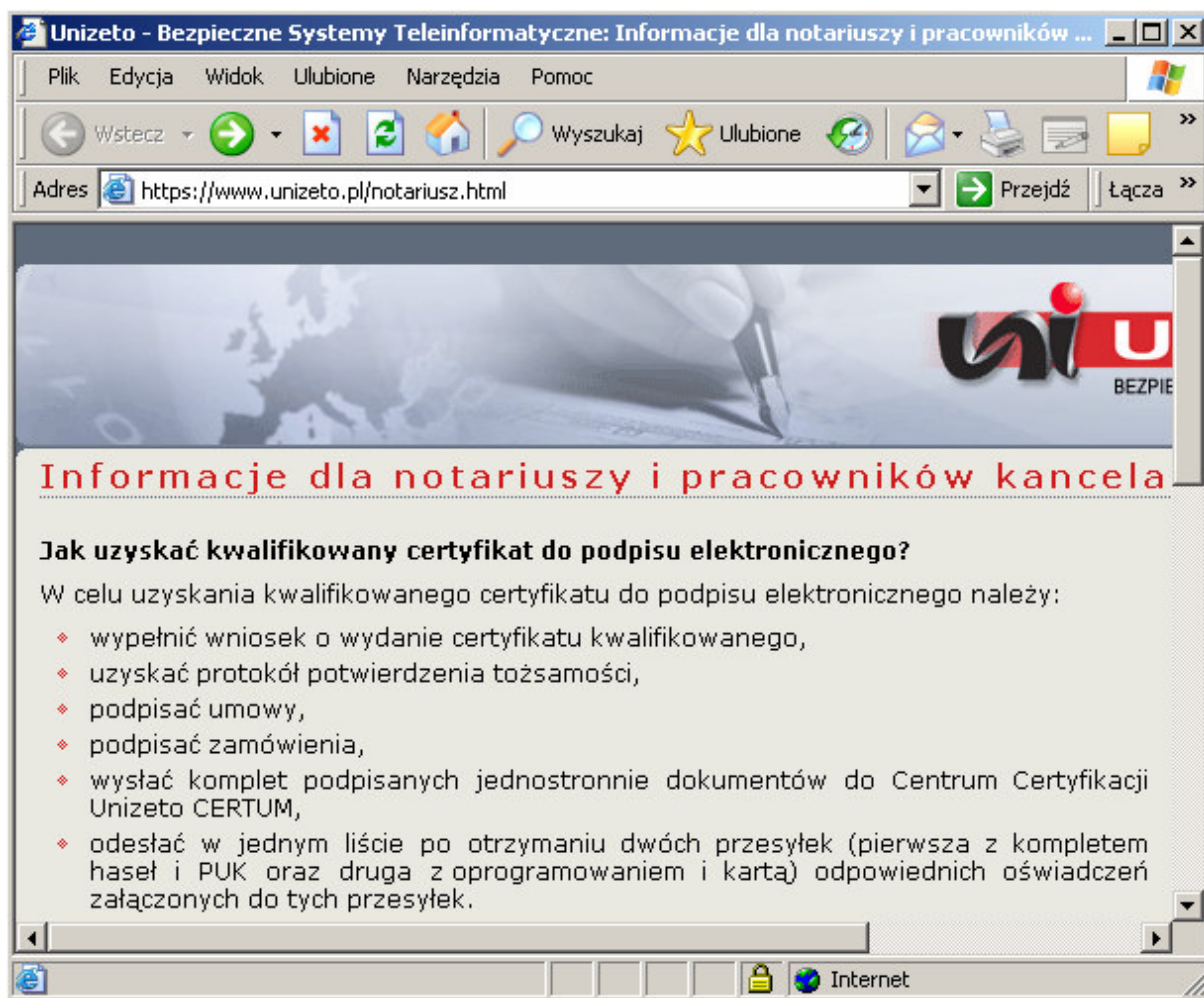 Unizeto - Bezpieczne Systemy Teleinformatyczne: Informacje dla notariuszy i pracowników ...
Plik Edycja Widok Ulubione Narzędzia Pomoc
Wstecz Wyszukaj Ulubione »
Adres https://www.unizeto.pl/notariusz.html Przejdź Łącza »
uni U
BEZPIE
Informacje dla notariuszy i pracowników kancela
Jak uzyskać kwalifikowany certyfikat do podpisu elektronicznego?
W celu uzyskania kwalifikowanego certyfikatu do podpisu elektronicznego należy:
wypełnić wniosek o wydanie certyfikatu kwalifikowanego,
uzyskać protokół potwierdzenia tożsamości,
podpisać umowy,
podpisać zamówienia,
wysłać komplet podpisanych jednostronnie dokumentów do Centrum Certyfikacji
Unizeto CERTUM,
odesłać w jednym liście po otrzymaniu dwóch przesyłek (pierwsza z kompletem
haseł i PUK oraz druga z oprogramowaniem i kartą) odpowiednich oświadczeń
załączonych do tych przesyłek.
Internet